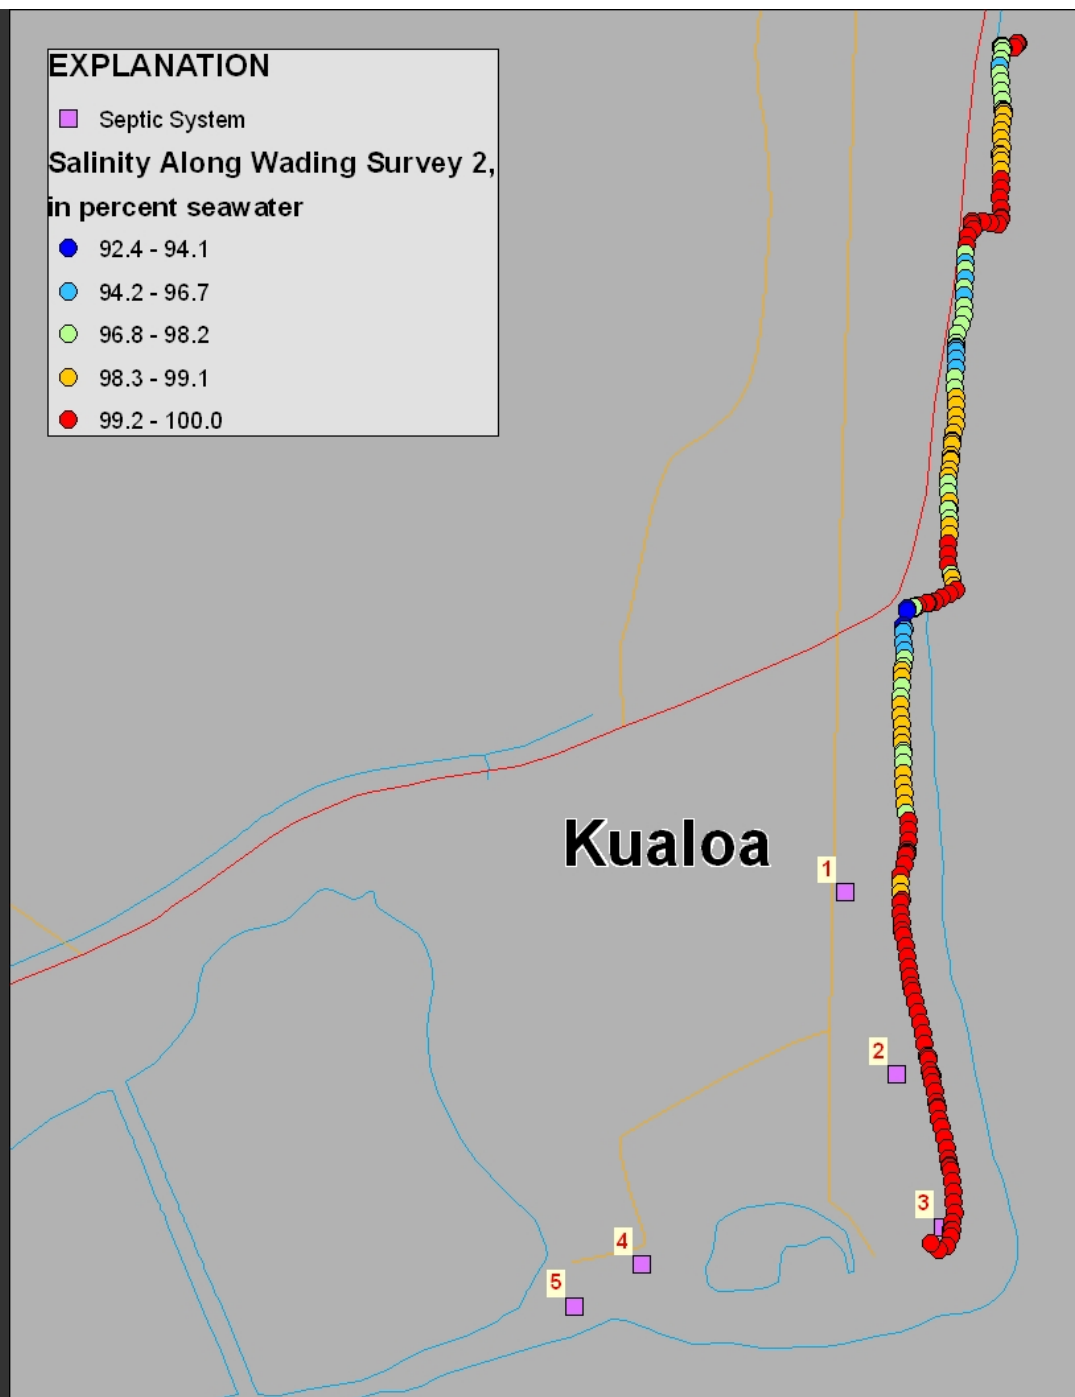 EXPLANATION
Septic System
Salinity Along Wading Survey 2,
in percent seawater
92.4 - 94.1
94.2 - 96.7
96.8 - 98.2
98.3 - 99.1
99.2 - 100.0
Kualoa
1
2
3
4
5